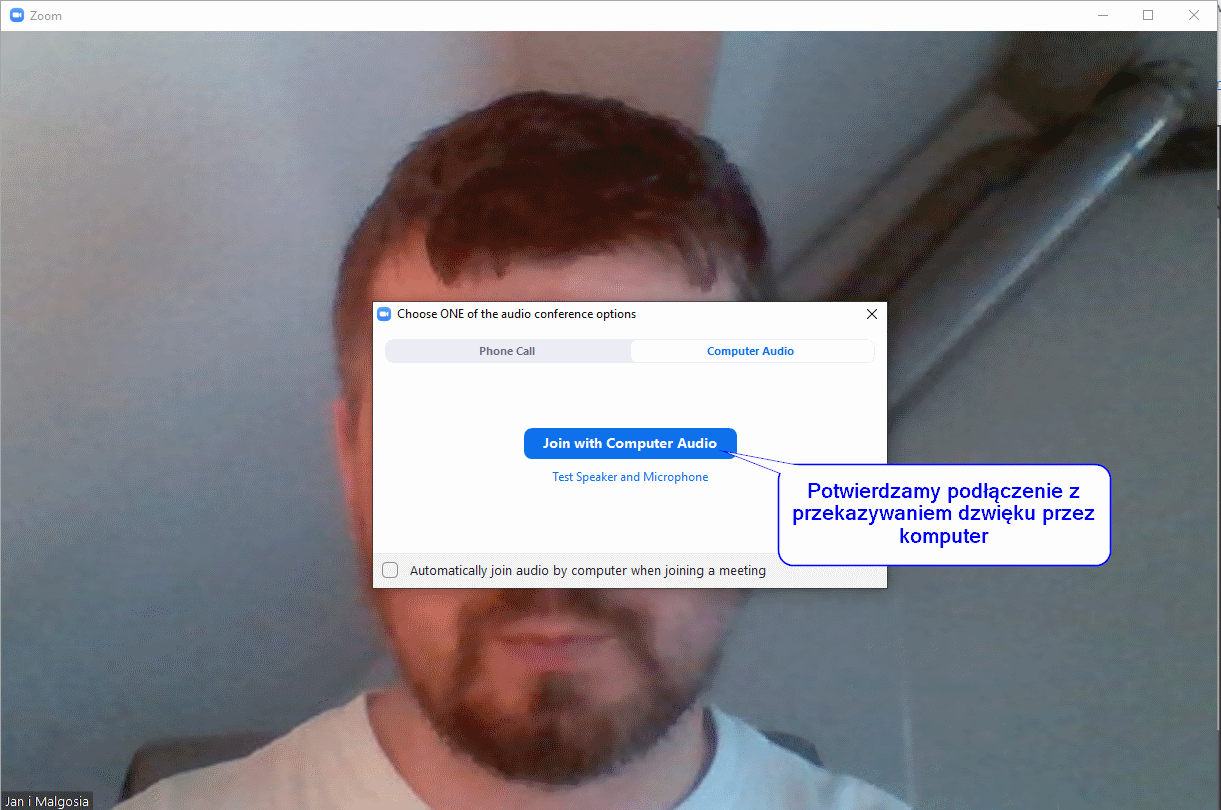 Zoom
Choose ONE of the audio conference options
Phone Call
Computer Audio
Join with Computer Audio
Test Speaker and Microphone
Potwierdzamy podłączenie z
przekazywaniem dzwięku przez
komputer
Automatically join audio by computer when joining a meeting
Jan i Malgosia